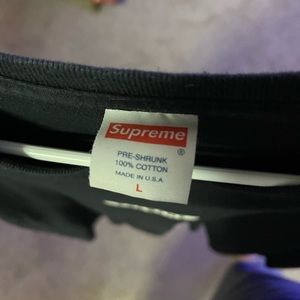 Supreme
®
PRE-SHRUNK
100% COTTON
MADE IN U.S.A.
L